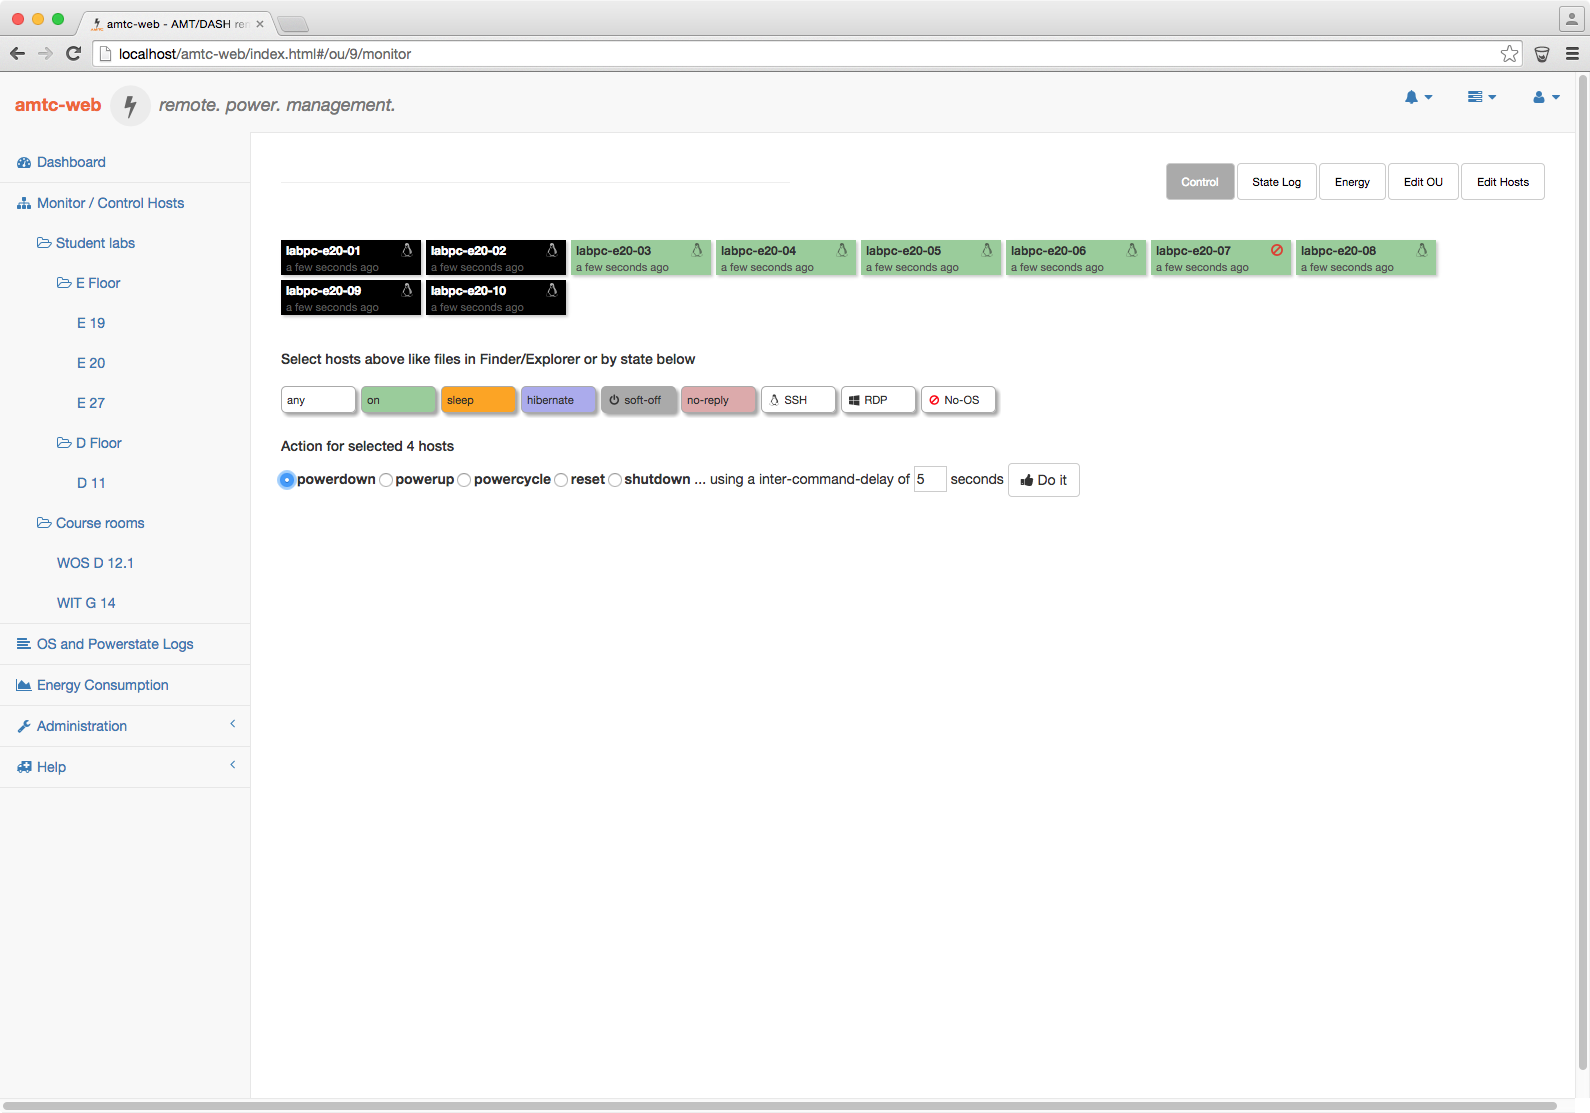 amtc-web - AMT/DASH rem
localhost/amtc-web/index.html#/ou/9/monitor
amtc-web remote. power. management.
Dashboard
Monitor / Control Hosts
Student labs
E Floor
E 19
E 20
E 27
D Floor
D 11
Course rooms
WOS D 12.1
WIT G 14
OS and Powerstate Logs
Energy Consumption
Administration
Help
Control State Log Energy Edit OU Edit Hosts
labpc-e20-01 labpc-e20-02 labpc-e20-03 labpc-e20-04 labpc-e20-05 labpc-e20-06 labpc-e20-07 labpc-e20-08
a few seconds ago a few seconds ago a few seconds ago a few seconds ago a few seconds ago a few seconds ago a few seconds ago a few seconds ago
labpc-e20-09 labpc-e20-10
a few seconds ago a few seconds ago
Select hosts above like files in Finder/Explorer or by state below
any on sleep hibernate soft-off no-reply SSH RDP No-OS
Action for selected 4 hosts
powerdown powerup powercycle reset shutdown ... using a inter-command-delay of 5 seconds Do it